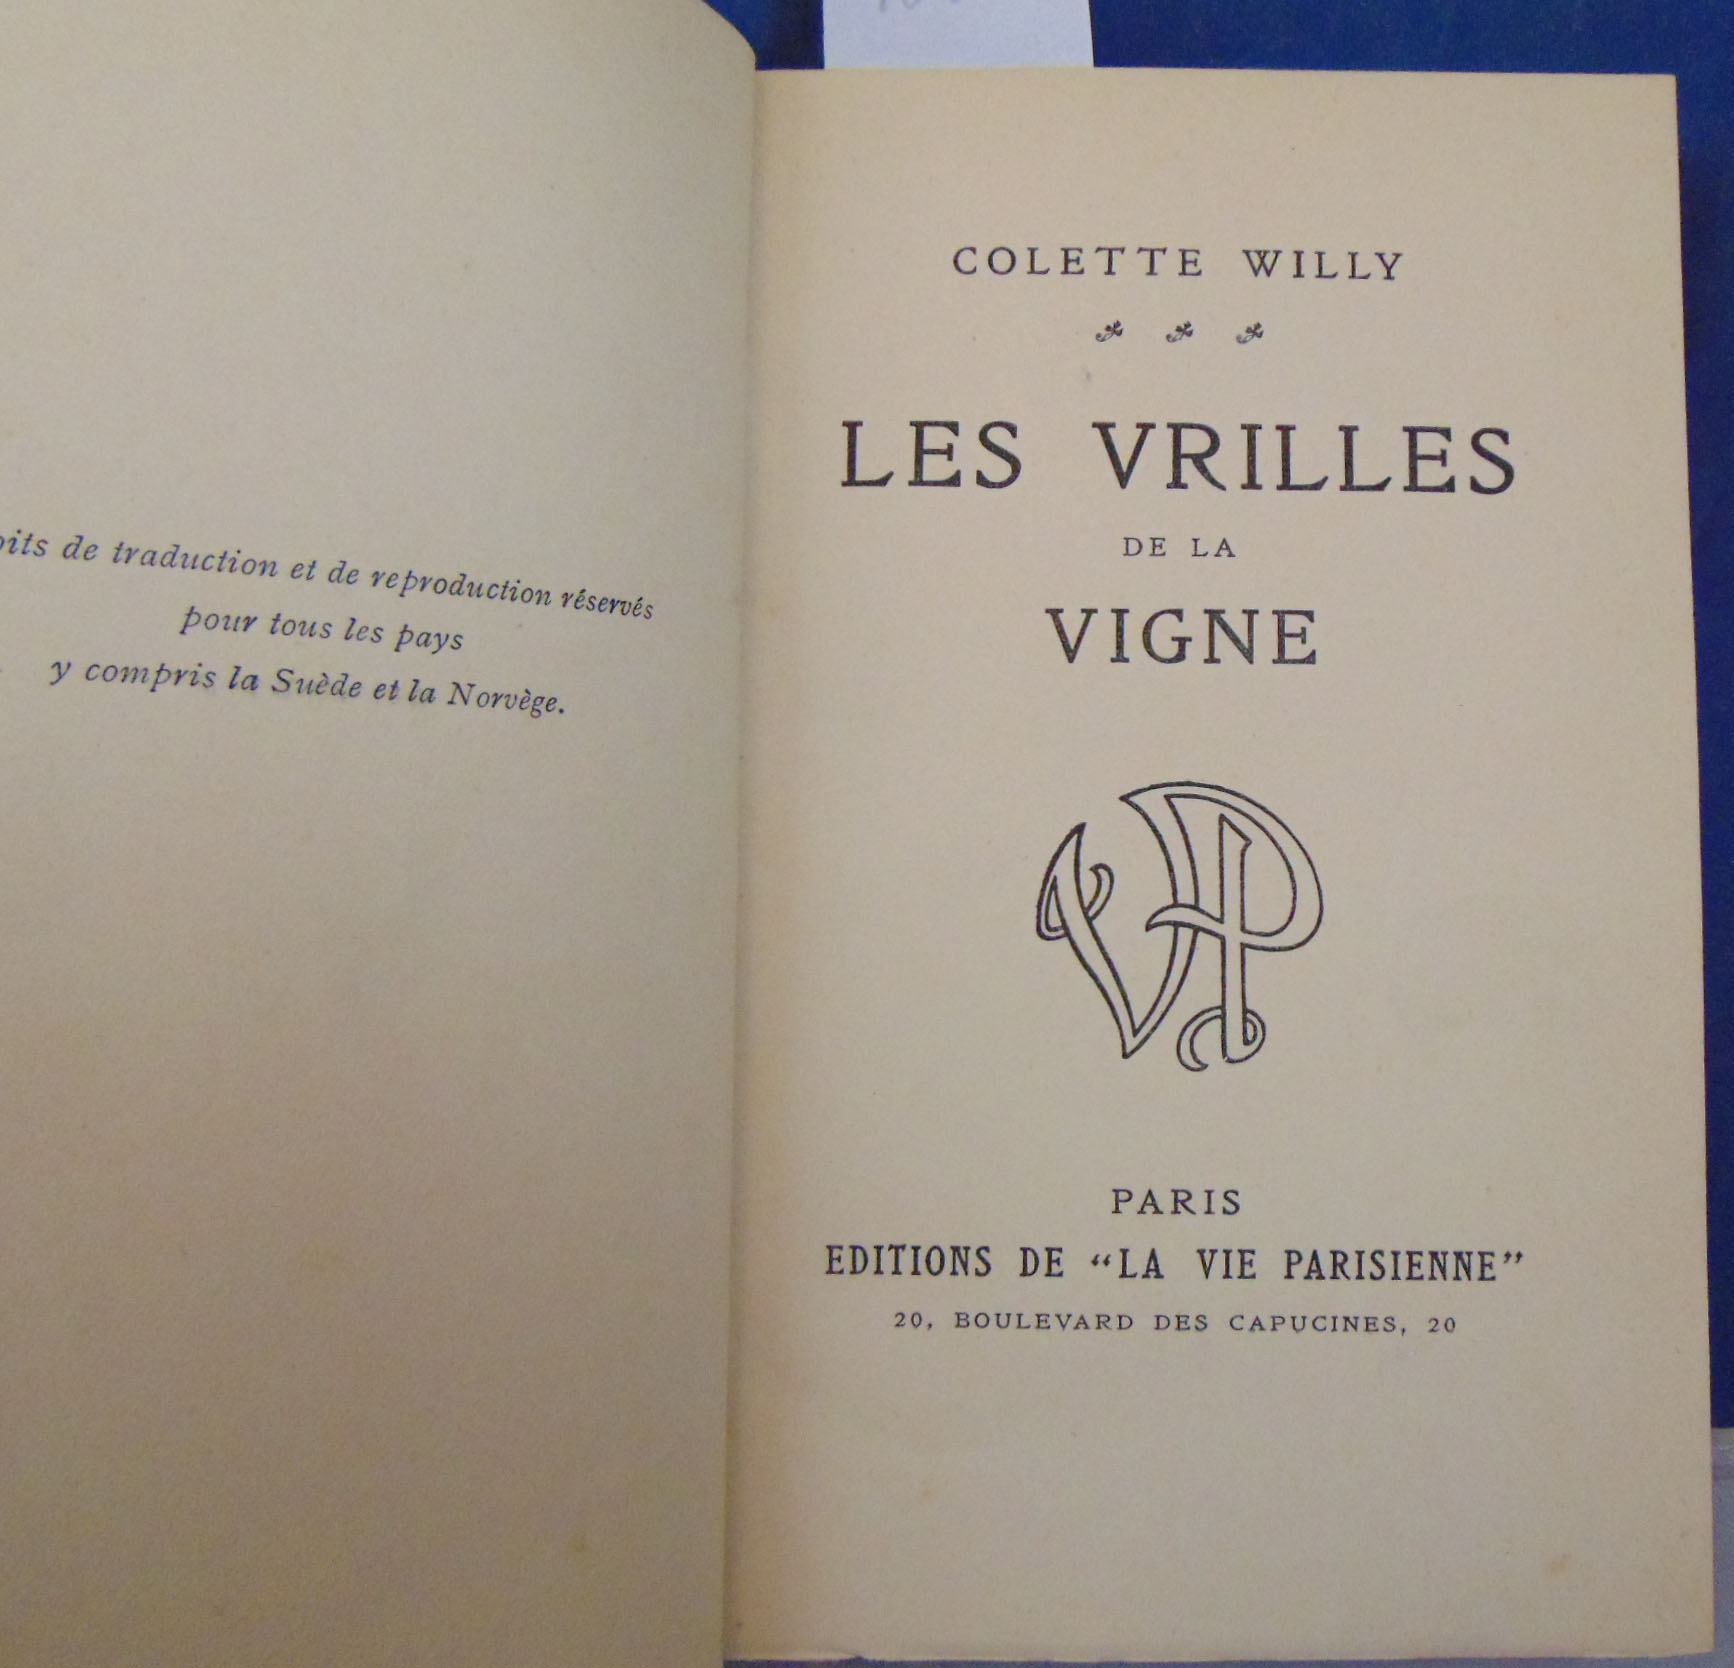 de traduction et de reproduction réservés
pour tous les pays
y compris la Suède et la Norvège.
COLETTE WILLY
LES VRILLES
DE LA
VIGNE
VP
PARIS
EDITIONS DE “LA VIE PARISIENNE”
20, BOULEVARD DES CAPUCINES, 20